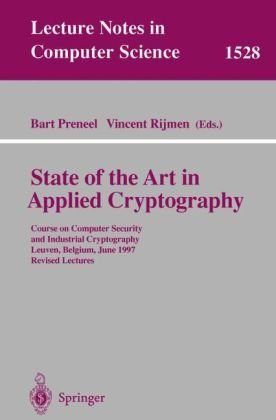 Lecture Notes in
Computer Science 1528
Bart Preneel Vincent Rijmen (Eds.)
State of the Art in
Applied Cryptography
Course on Computer Security
and Industrial Cryptography
Leuven, Belgium, June 1997
Revised Lectures
Springer